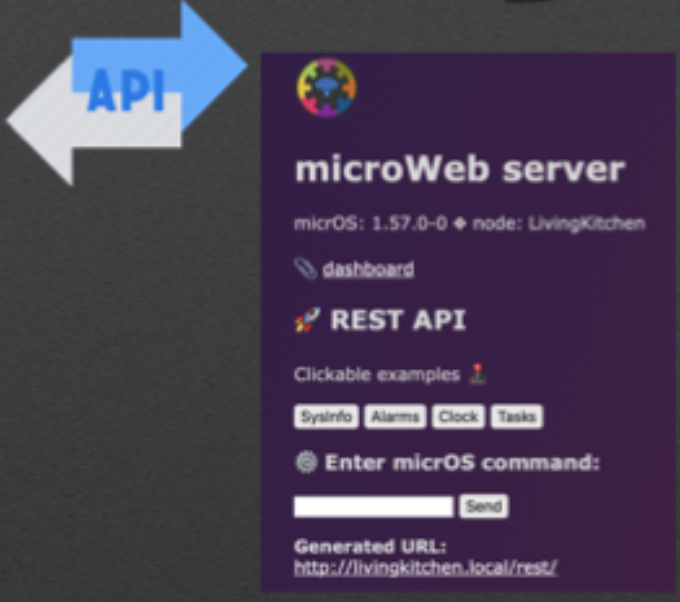 API
microWeb server
micrOS: 1.57.0-0 ❖ node: LivingKitchen
dashboard
REST API
Clickable examples
SysInfo Alarms Clock Tasks
Enter micrOS command:
Send
Generated URL:
http://livingkitchen.local/rest/